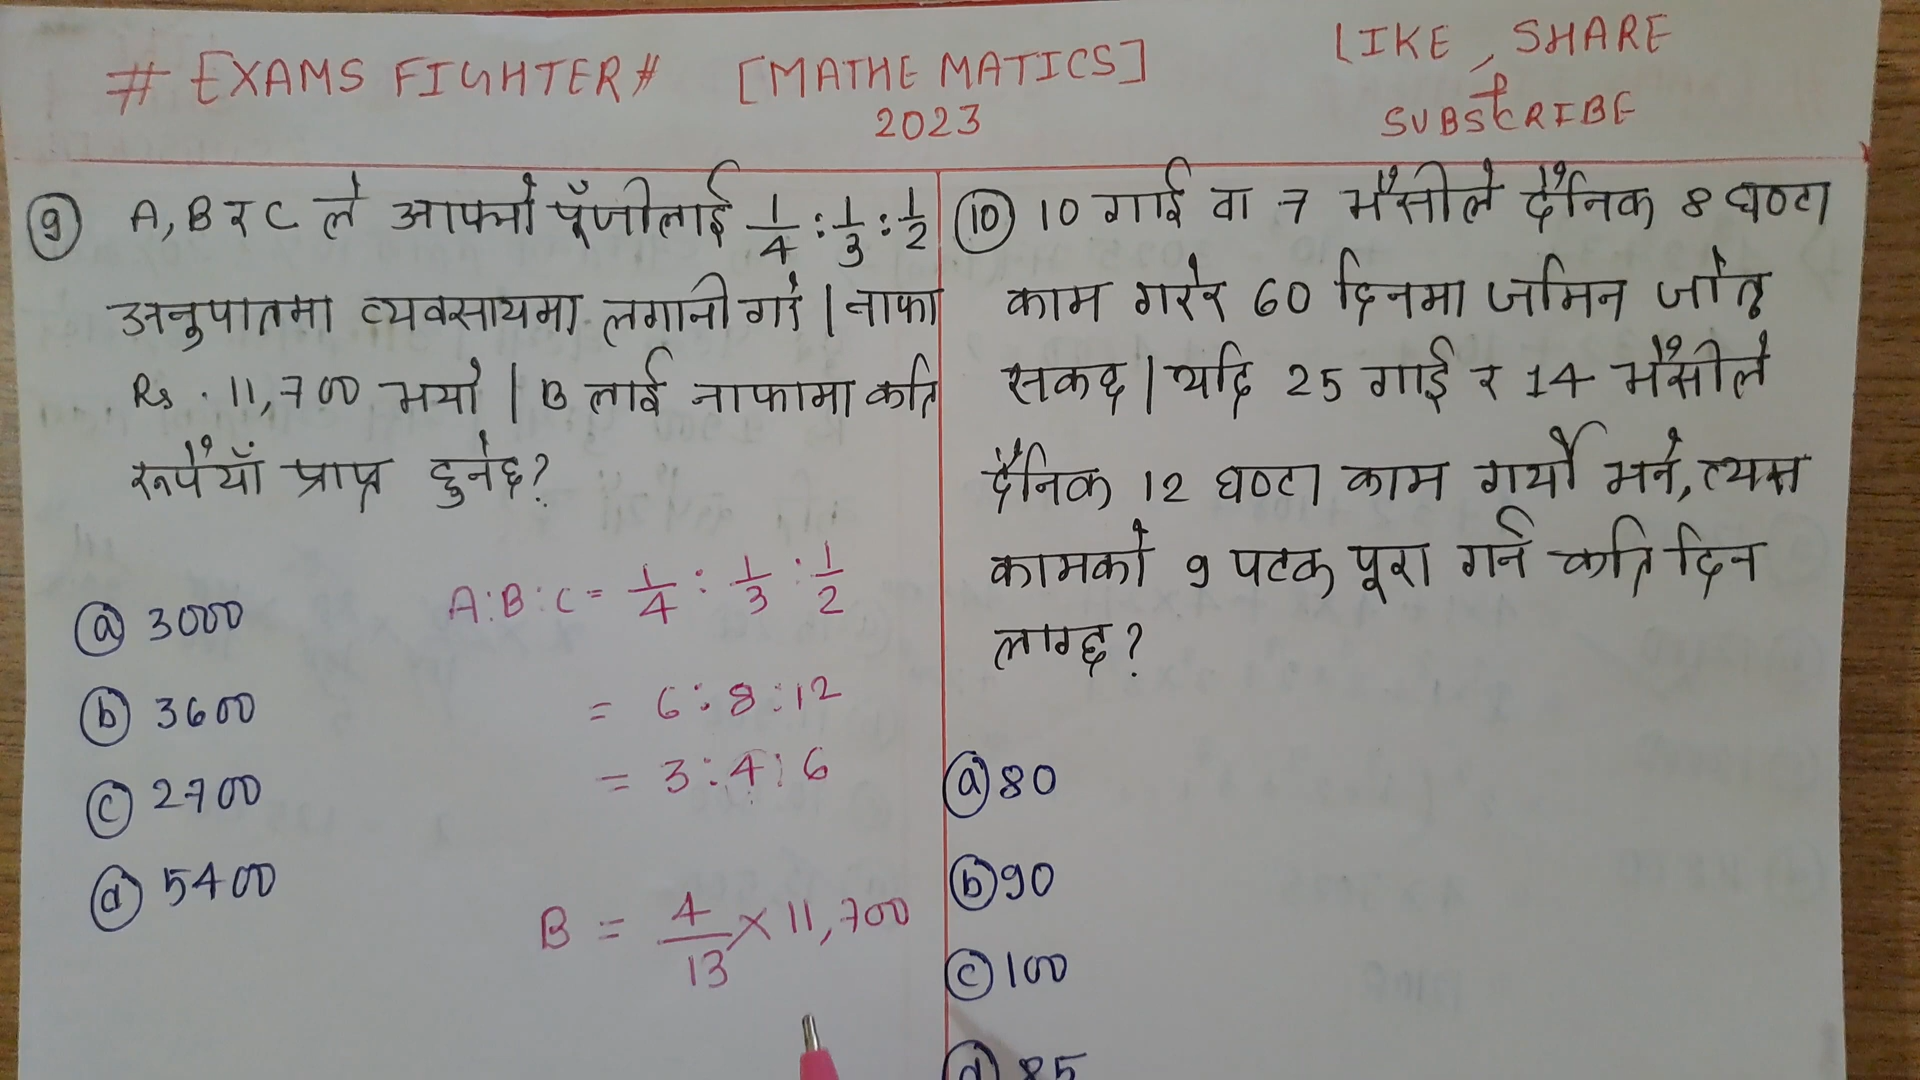 # EXAMS FIGHTER # [MATHEMATICS] LIKE, SHARE
2023 & SUBSCRIBE
9 A, B र C ले आफ्नो पूँजीलाई 1/4 : 1/3 : 1/2
अनुपातमा व्यवसायमा लगानी गरे | नाफा
Rs. 11,700 भयो | B लाई नाफामा कति
रूपैयाँ प्राप्त हुनेछ?
a 3000
b 3600
c 2700
d 5400
A:B:C = 1/4 : 1/3 : 1/2
= 6:8:12
= 3:4:6
B = 4/13 × 11,700
10 10 गाई वा 7 भैंसीले दैनिक 8 घण्टा
काम गरेर 60 दिनमा जमिन जोत्न
सक्छ | यदि 25 गाई र 14 भैंसीले
दैनिक 12 घण्टा काम गर्यो भने, त्यस
कामको 9 पटक पूरा गर्न कति दिन
लाग्छ?
a 80
b 90
c 100
d 85